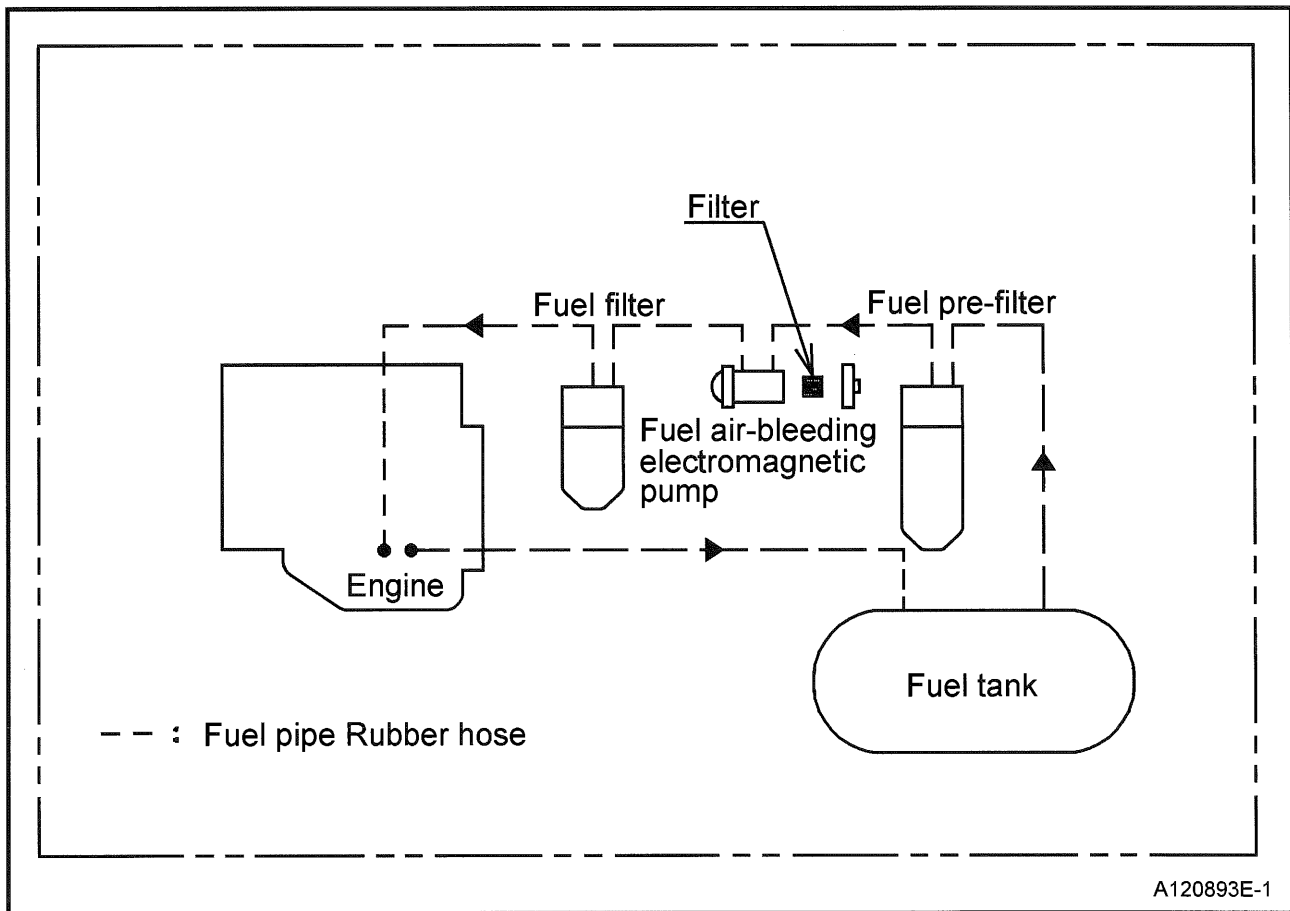 Filter
Fuel filter
Fuel pre-filter
Fuel air-bleeding
electromagnetic
pump
Engine
Fuel tank
: Fuel pipe Rubber hose
A120893E-1